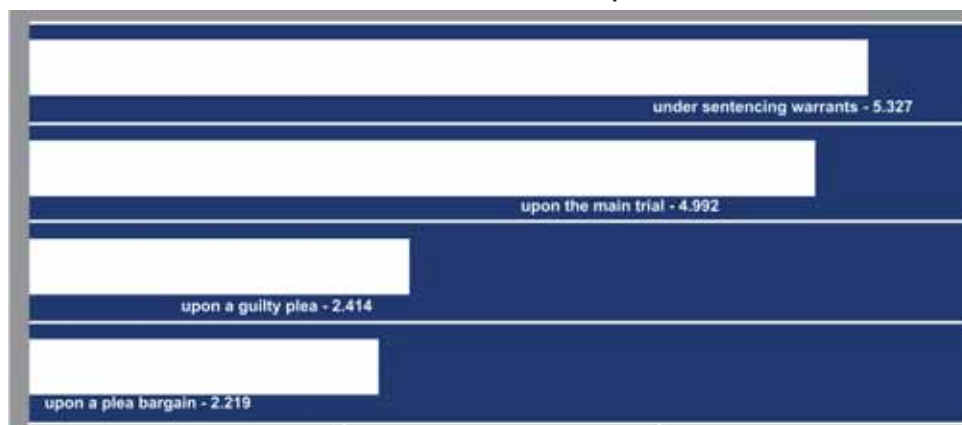 under sentencing warrants - 5.327
upon the main trial - 4.992
upon a guilty plea - 2.414
upon a plea bargain - 2.219